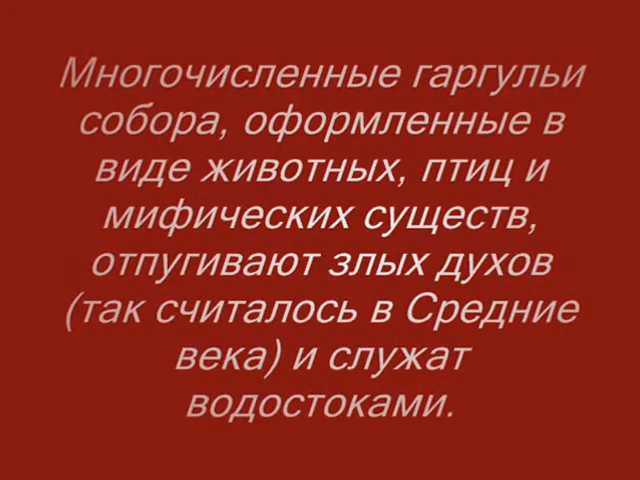 Многочисленные гаргульи
собора, оформленные в
виде животных, птиц и
мифических существ,
отпугивают злых духов
(так считалось в Средние
века) и служат
водостоками.